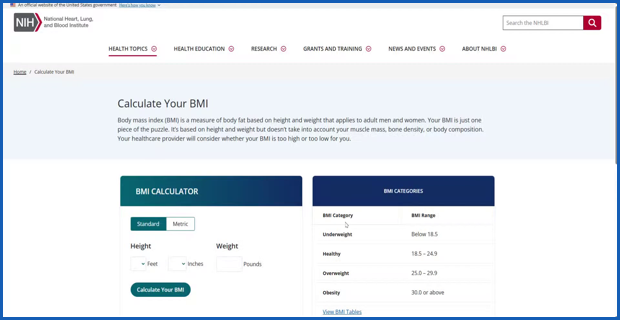 An official website of the United States government Here's how you know
NIH National Heart, Lung, and Blood Institute
Search the NHLBI
HEALTH TOPICS HEALTH EDUCATION RESEARCH GRANTS AND TRAINING NEWS AND EVENTS ABOUT NHLBI
Home / Calculate Your BMI
Calculate Your BMI
Body mass index (BMI) is a measure of body fat based on height and weight that applies to adult men and women. Your BMI is just one
piece of the puzzle. It's based on height and weight but doesn't take into account your muscle mass, bone density, or body composition.
Your healthcare provider will consider whether your BMI is too high or too low for you.
BMI CALCULATOR
Standard Metric
Height Weight
Feet Inches Pounds
Calculate Your BMI
BMI CATEGORIES
BMI Category BMI Range
Underweight Below 18.5
Healthy 18.5 – 24.9
Overweight 25.0 – 29.9
Obesity 30.0 or above
View BMI Tables